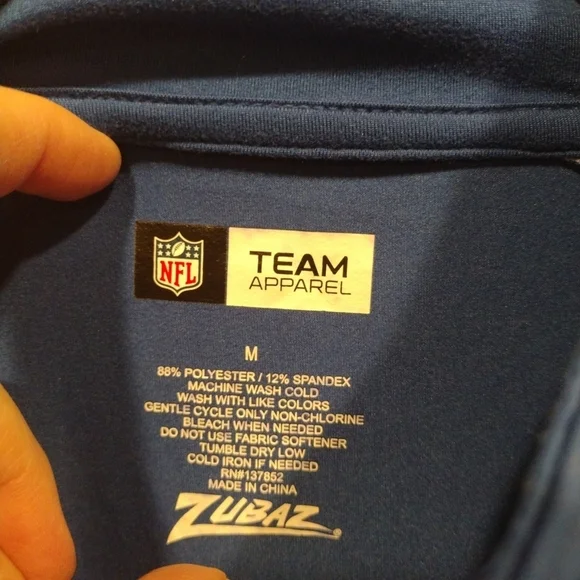 NFL
TEAM
APPAREL
M
88% POLYESTER / 12% SPANDEX
MACHINE WASH COLD
WASH WITH LIKE COLORS
GENTLE CYCLE ONLY NON-CHLORINE
BLEACH WHEN NEEDED
DO NOT USE FABRIC SOFTENER
TUMBLE DRY LOW
COLD IRON IF NEEDED
RN#137852
MADE IN CHINA
ZUBAZ